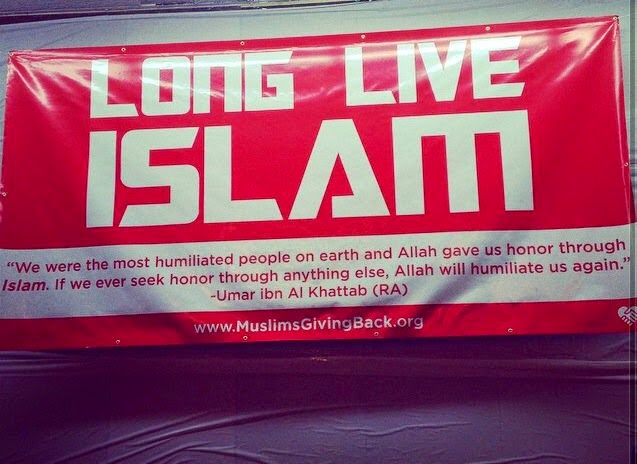 LONG LIVE
ISLAM
“We were the most humiliated people on earth and Allah gave us honor through
Islam. If we ever seek honor through anything else, Allah will humiliate us again.”
-Umar ibn Al Khattab (RA)
www.MuslimsGivingBack.org